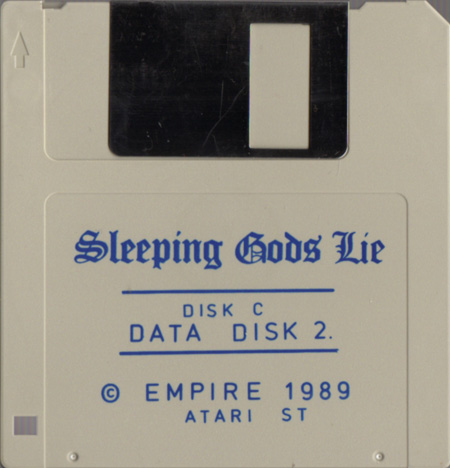 Sleeping Gods Lie
DISK C
DATA DISK 2.
© EMPIRE 1989
ATARI ST